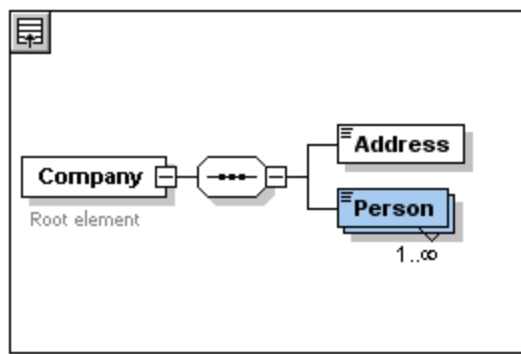 Address
Company
Root element
Person
1..∞